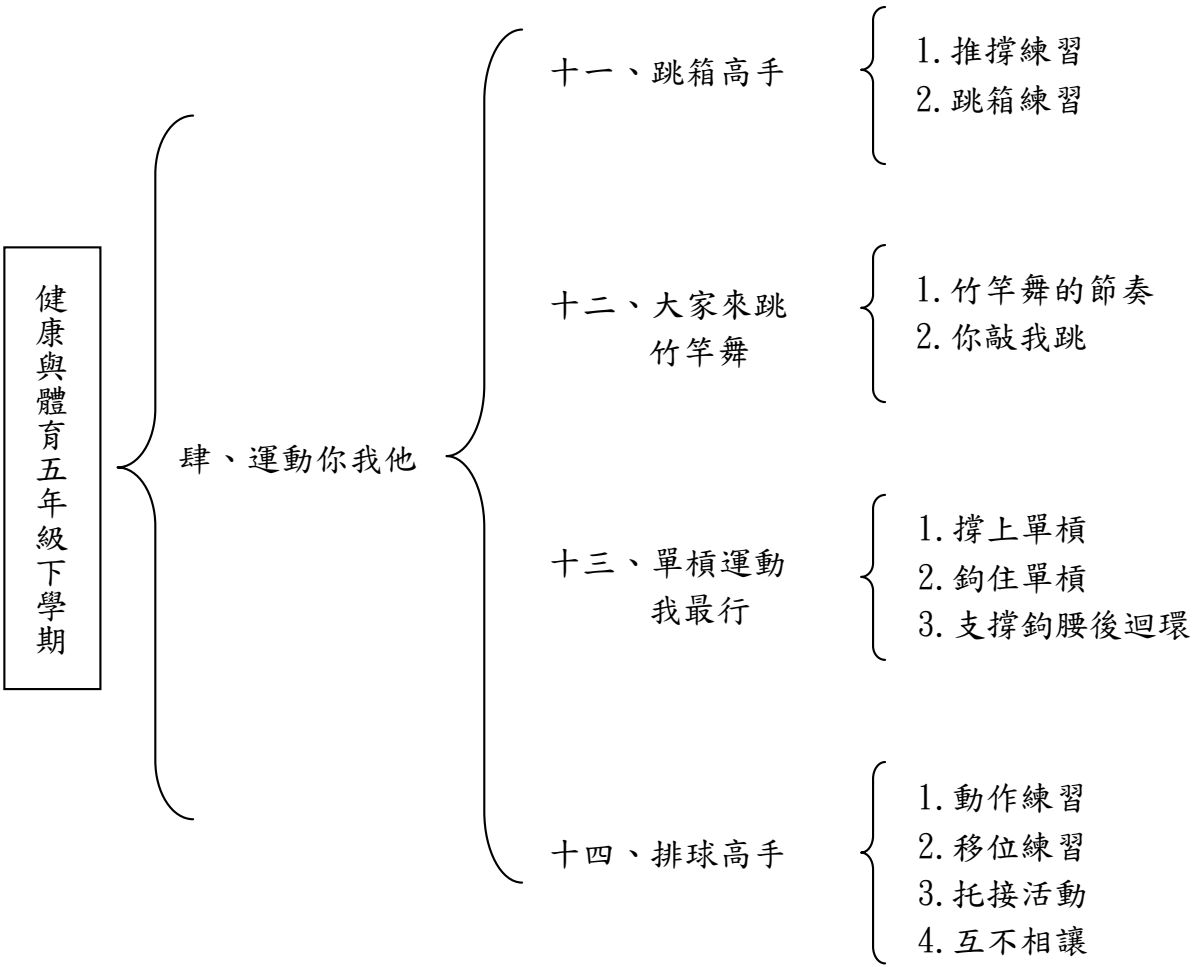 健康與體育五年級下學期
肆、運動你我他
十一、跳箱高手
1.推撐練習
2.跳箱練習
十二、大家來跳
竹竿舞
1.竹竿舞的節奏
2.你敲我跳
十三、單槓運動
我最行
1.撐上單槓
2.鉤住單槓
3.支撐鉤腰後迴環
十四、排球高手
1.動作練習
2.移位練習
3.托接活動
4.互不相讓